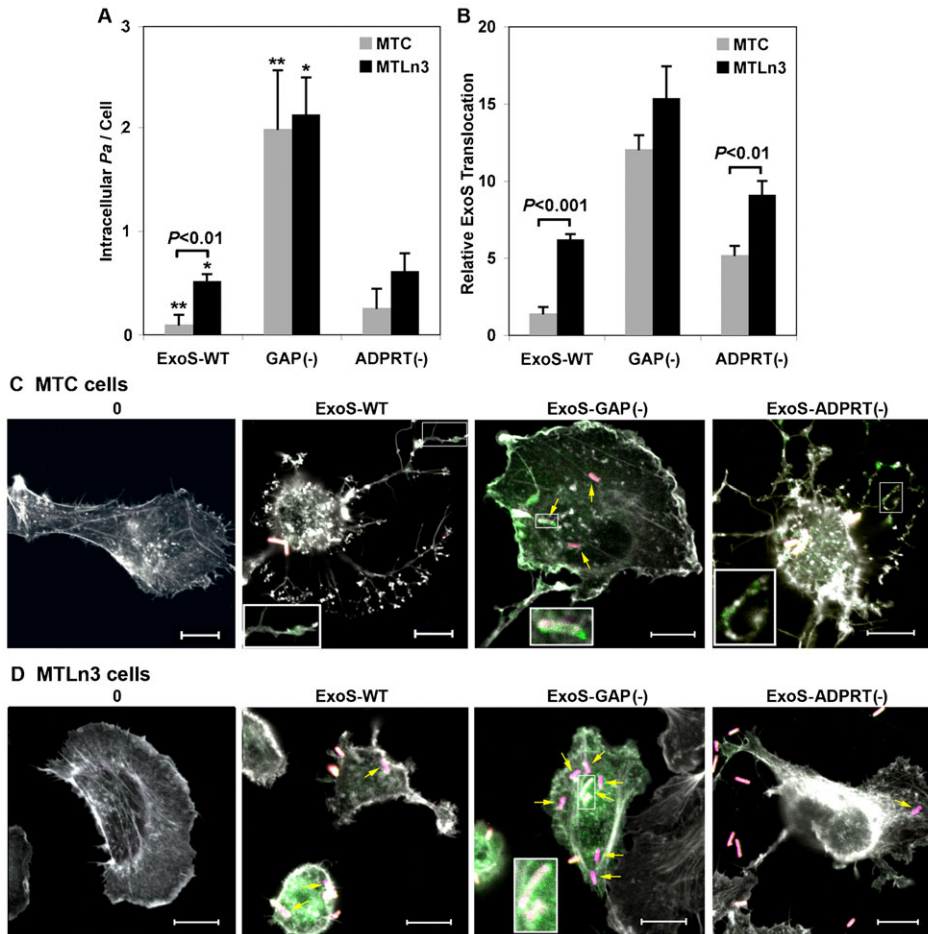 A
B
3
2
1
0
Intracellular Pa / Cell
MTC
MTLn3
**
*
P<0.01
**
*
ExoS-WT
GAP(-)
ADPRT(-)
20
15
10
5
0
Relative ExoS Translocation
MTC
MTLn3
P<0.001
P<0.01
ExoS-WT
GAP(-)
ADPRT(-)
C MTC cells
0
ExoS-WT
ExoS-GAP(-)
ExoS-ADPRT(-)
D MTLn3 cells
0
ExoS-WT
ExoS-GAP(-)
ExoS-ADPRT(-)